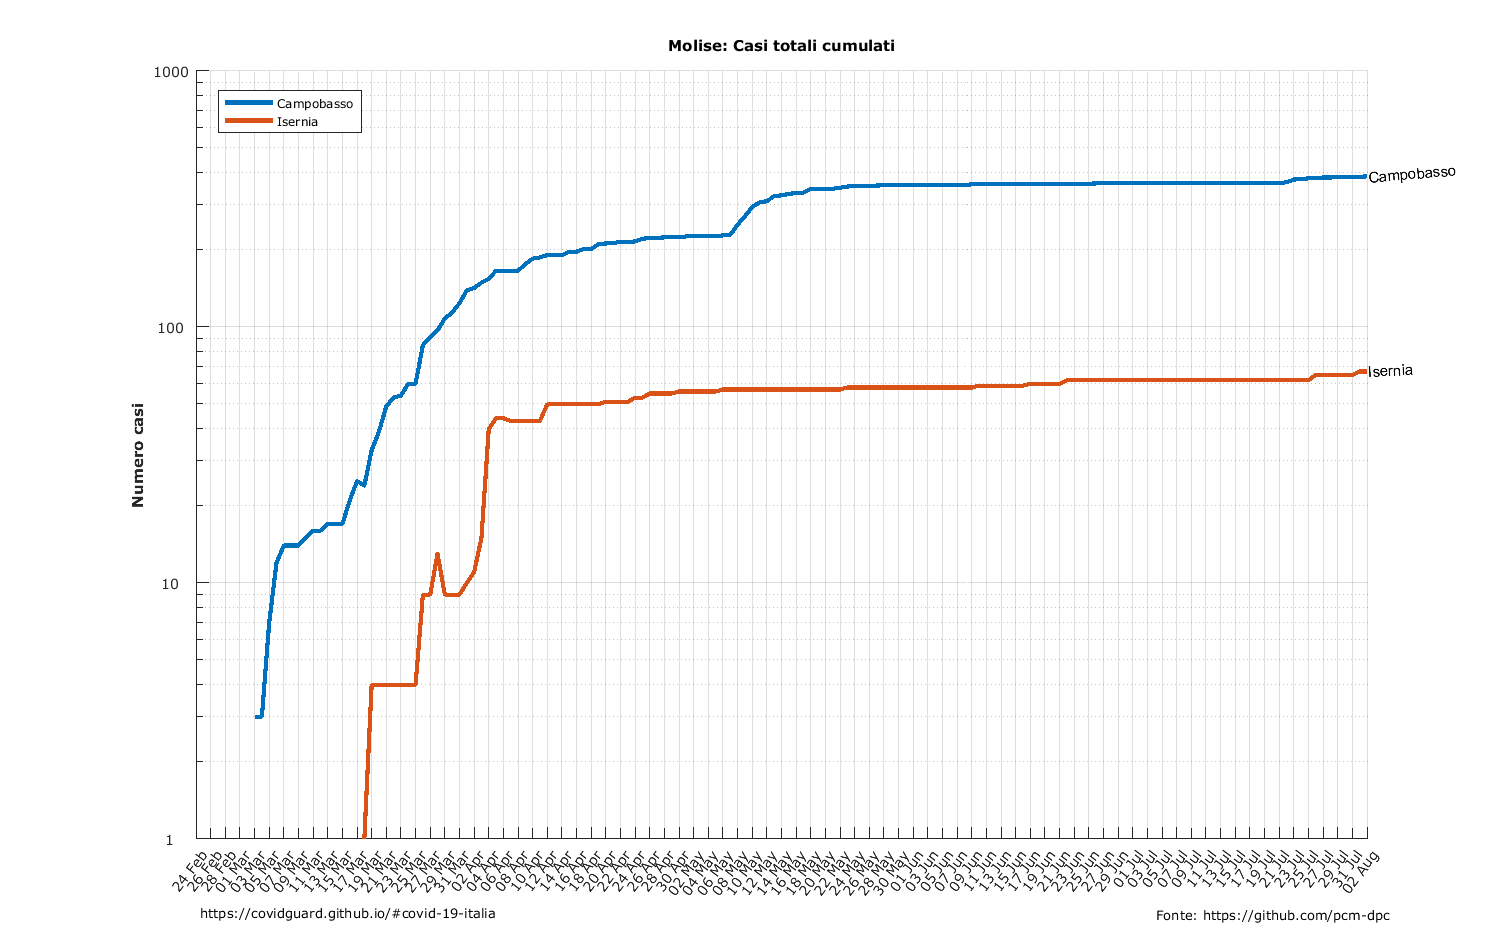 Molise: Casi totali cumulati
1000
100
10
1
Numero casi
Campobasso
Isernia
Campobasso
Isernia
24 Feb
26 Feb
28 Feb
01 Mar
03 Mar
05 Mar
07 Mar
09 Mar
11 Mar
13 Mar
15 Mar
17 Mar
19 Mar
21 Mar
23 Mar
25 Mar
27 Mar
29 Mar
31 Mar
02 Apr
04 Apr
06 Apr
08 Apr
10 Apr
12 Apr
14 Apr
16 Apr
18 Apr
20 Apr
22 Apr
24 Apr
26 Apr
28 Apr
30 Apr
02 May
04 May
06 May
08 May
10 May
12 May
14 May
16 May
18 May
20 May
22 May
24 May
26 May
28 May
30 May
01 Jun
03 Jun
05 Jun
07 Jun
09 Jun
11 Jun
13 Jun
15 Jun
17 Jun
19 Jun
21 Jun
23 Jun
25 Jun
27 Jun
29 Jun
01 Jul
03 Jul
05 Jul
07 Jul
09 Jul
11 Jul
13 Jul
15 Jul
17 Jul
19 Jul
21 Jul
23 Jul
25 Jul
27 Jul
29 Jul
31 Jul
02 Aug
https://covidguard.github.io/#covid-19-italia
Fonte: https://github.com/pcm-dpc